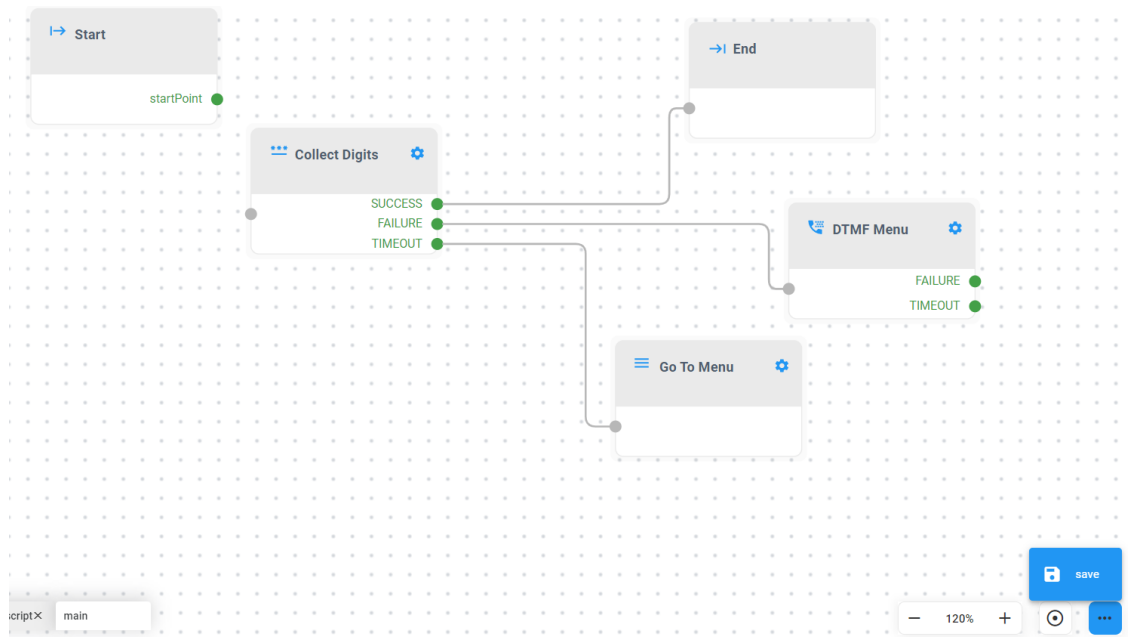 Start
startPoint
End
Collect Digits
SUCCESS
FAILURE
TIMEOUT
DTMF Menu
FAILURE
TIMEOUT
Go To Menu
save
script× main
120%